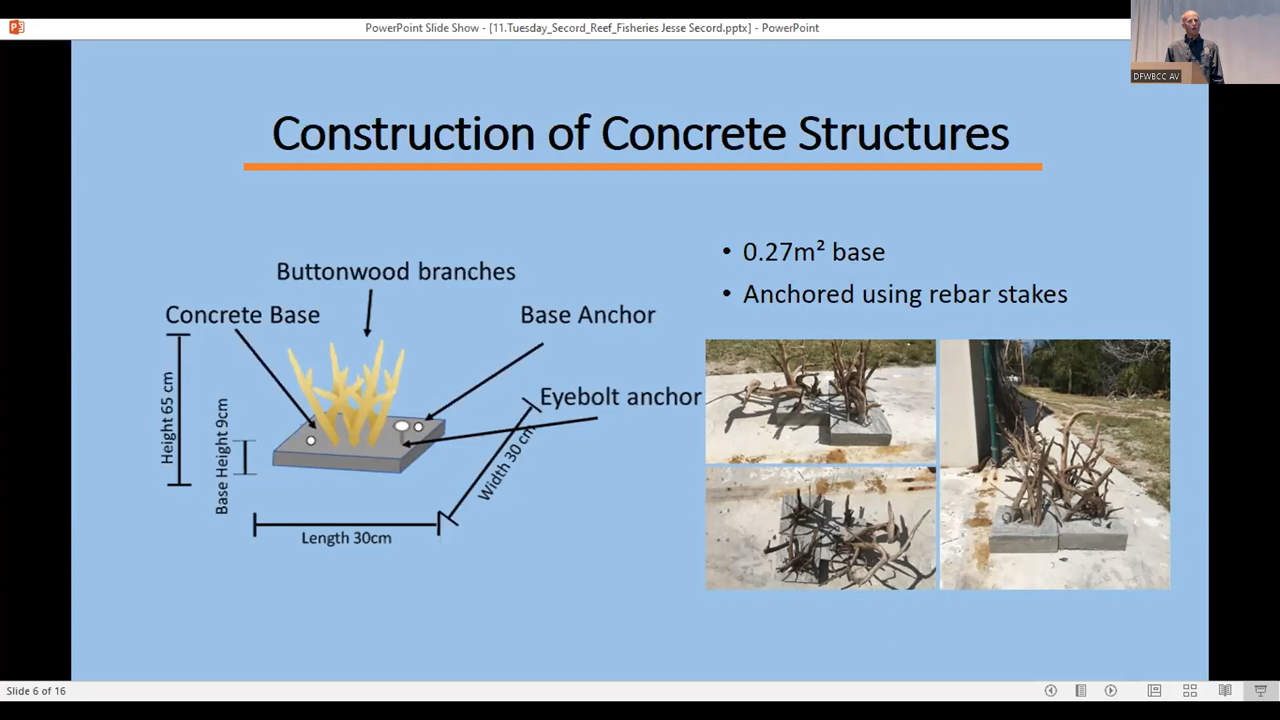 PowerPoint Slide Show - [11.Tuesday_Secord_Reef_Fisheries Jesse Secord.pptx] - PowerPoint
DFWBCC AV
Construction of Concrete Structures
• 0.27m² base
• Anchored using rebar stakes
Buttonwood branches
Concrete Base
Base Anchor
Eyebolt anchor
Height 65 cm
Base Height 9cm
Width 30 cm
Length 30cm
Slide 6 of 16